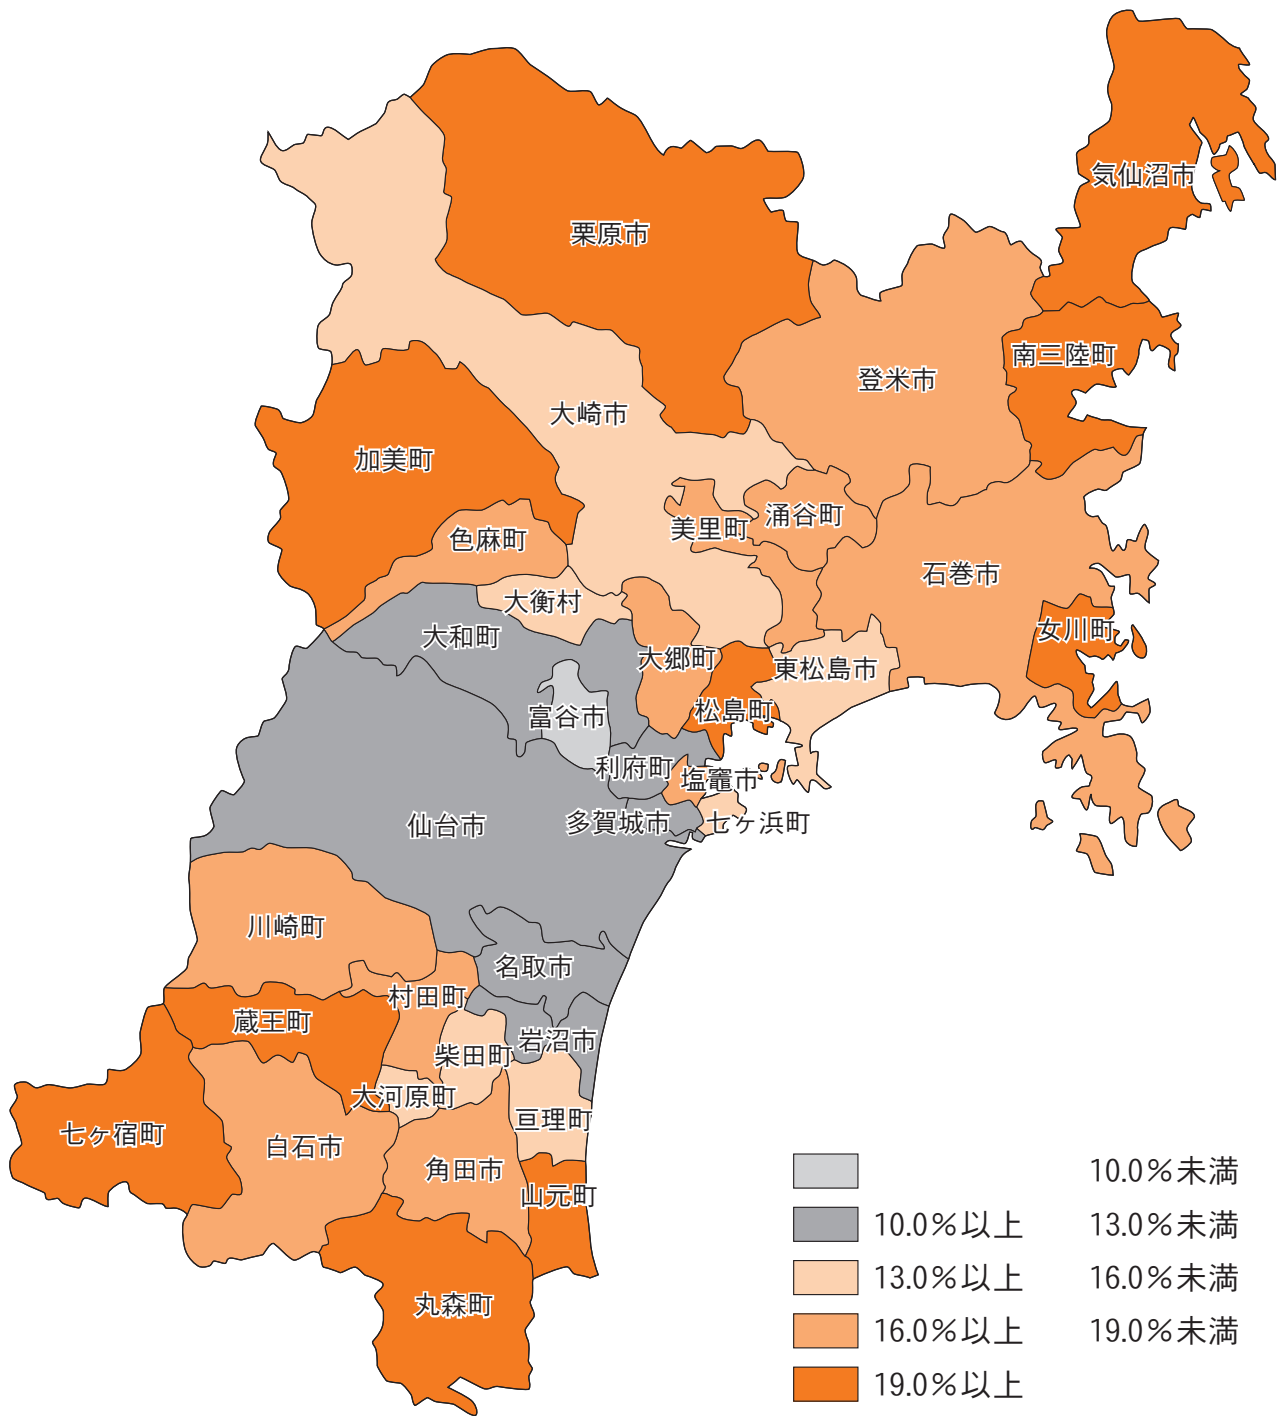 気仙沼市
栗原市
南三陸町
登米市
大崎市
加美町
涌谷町
美里町
色麻町
石巻市
大衡村
女川町
大和町
大郷町
東松島市
松島町
富谷市
利府町
塩竈市
多賀城市
七ヶ浜町
仙台市
川崎町
名取市
村田町
蔵王町
岩沼市
柴田町
大河原町
亘理町
七ヶ宿町
白石市
角田市
山元町
丸森町
10.0%未満
10.0%以上 13.0%未満
13.0%以上 16.0%未満
16.0%以上 19.0%未満
19.0%以上